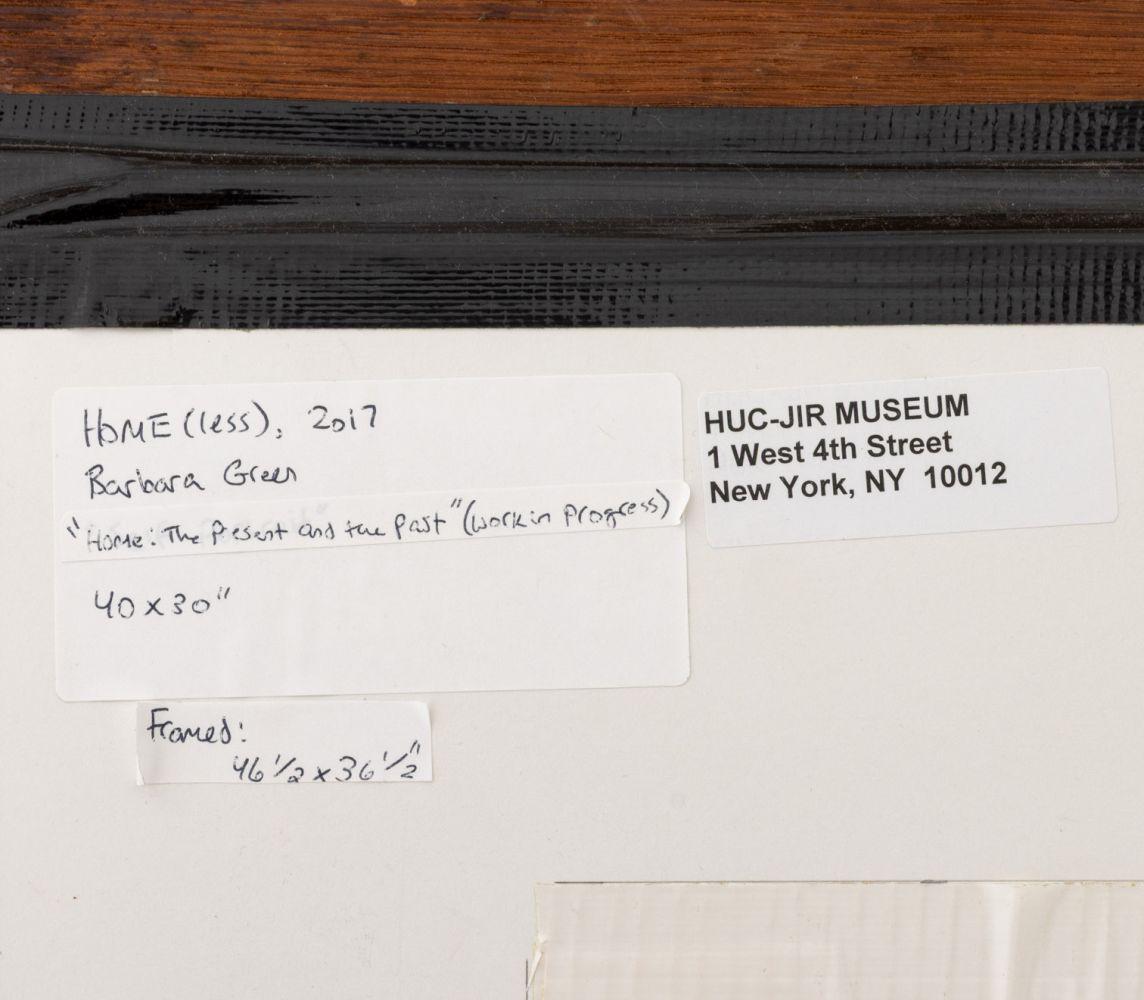 HOME (less), 2017
Barbara Green
"Home: The Present and the Past" (work in Progress)
40 x 30"
Framed:
46 1/2 x 36 1/2"
HUC-JIR MUSEUM
1 West 4th Street
New York, NY 10012